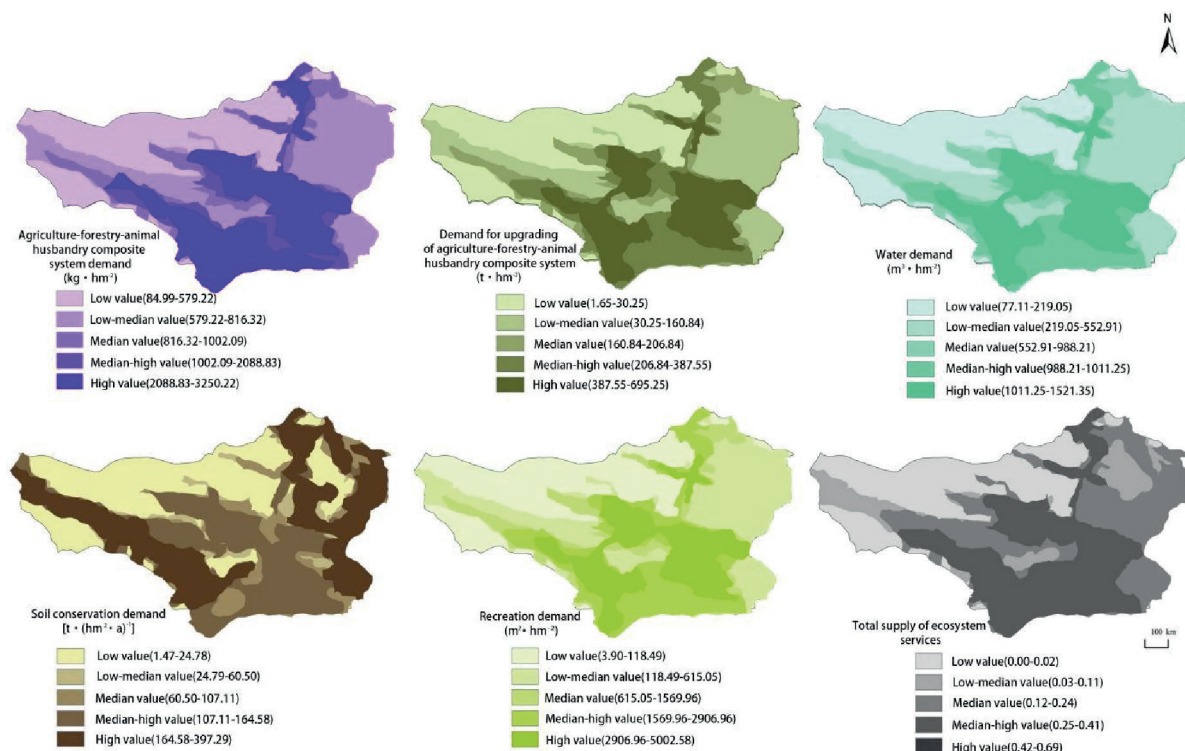 N
Agriculture-forestry-animal
husbandry composite
system demand
(kg · hm⁻²)
Low value(84.99-579.22)
Low-median value(579.22-816.32)
Median value(816.32-1002.09)
Median-high value(1002.09-2088.83)
High value(2088.83-3250.22)
Demand for upgrading
of agriculture-forestry-animal
husbandry composite system
(t · hm⁻²)
Low value(1.65-30.25)
Low-median value(30.25-160.84)
Median value(160.84-206.84)
Median-high value(206.84-387.55)
High value(387.55-695.25)
Water demand
(m³ · hm⁻²)
Low value(77.11-219.05)
Low-median value(219.05-552.91)
Median value(552.91-988.21)
Median-high value(988.21-1011.25)
High value(1011.25-1521.35)
Soil conservation demand
[t · (hm² · a)⁻¹]
Low value(1.47-24.78)
Low-median value(24.79-60.50)
Median value(60.50-107.11)
Median-high value(107.11-164.58)
High value(164.58-397.29)
Recreation demand
(m² · hm⁻²)
Low value(3.90-118.49)
Low-median value(118.49-615.05)
Median value(615.05-1569.96)
Median-high value(1569.96-2906.96)
High value(2906.96-5002.58)
Total supply of ecosystem
services
100 km
Low value(0.00-0.02)
Low-median value(0.03-0.11)
Median value(0.12-0.24)
Median-high value(0.25-0.41)
High value(0.42-0.69)